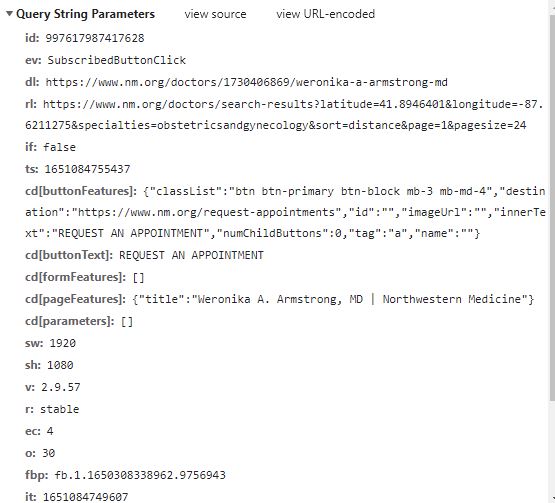 Query String Parameters view source view URL-encoded
id: 997617987417628
ev: SubscribedButtonClick
dl: https://www.nm.org/doctors/1730406869/weronika-a-armstrong-md
rl: https://www.nm.org/doctors/search-results?latitude=41.8946401&longitude=-87.
6211275&specialties=obstetricsandgynecology&sort=distance&page=1&pagesize=24
if: false
ts: 1651084755437
cd[buttonFeatures]: {"classList":"btn btn-primary btn-block mb-3 mb-md-4","destin
ation":"https://www.nm.org/request-appointments","id":"","imageUrl":"","innerTex
t":"REQUEST AN APPOINTMENT","numChildButtons":0,"tag":"a","name":""}
cd[buttonText]: REQUEST AN APPOINTMENT
cd[formFeatures]: []
cd[pageFeatures]: {"title":"Weronika A. Armstrong, MD | Northwestern Medicine"}
cd[parameters]: []
sw: 1920
sh: 1080
v: 2.9.57
r: stable
ec: 4
o: 30
fbp: fb.1.1650308338962.9756943
it: 1651084749607